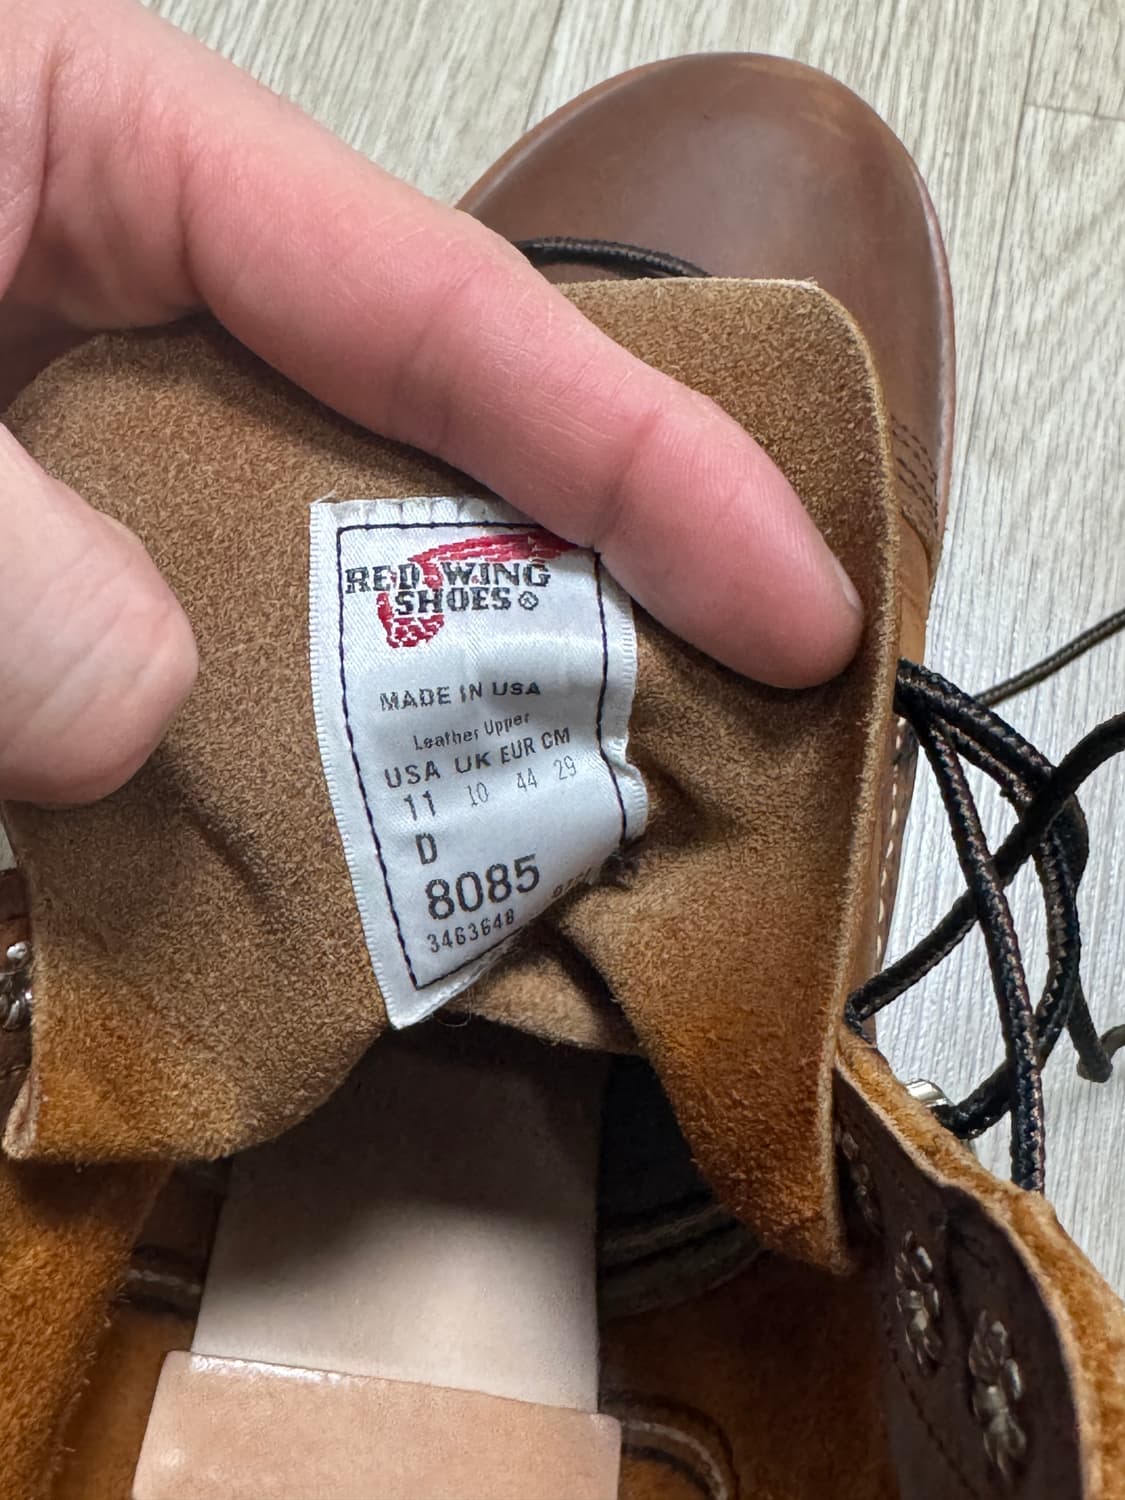 RED WING
SHOES
MADE IN USA
Leather Upper
USA UK EUR CM
11 10 44 29
D
8085
3463648